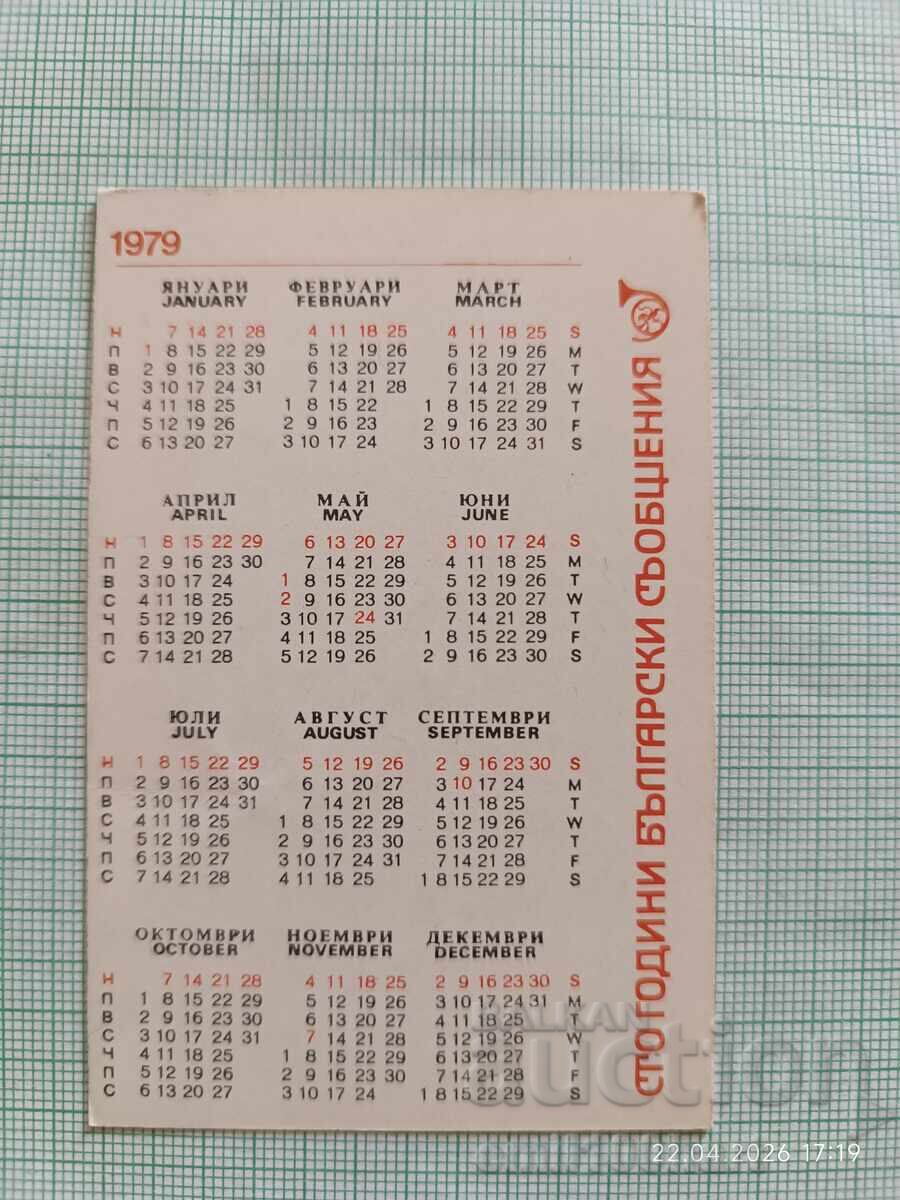 1979
ЯНУАРИ ФЕВРУАРИ МАРТ
JANUARY FEBRUARY MARCH
Н 7 14 21 28 4 11 18 25 4 11 18 25 S
П 1 8 15 22 29 5 12 19 26 5 12 19 26 M
В 2 9 16 23 30 6 13 20 27 6 13 20 27 T
С 3 10 17 24 31 7 14 21 28 7 14 21 28 W
Ч 4 11 18 25 1 8 15 22 1 8 15 22 29 T
П 5 12 19 26 2 9 16 23 2 9 16 23 30 F
С 6 13 20 27 3 10 17 24 3 10 17 24 31 S
АПРИЛ МАЙ ЮНИ
APRIL MAY JUNE
Н 1 8 15 22 29 6 13 20 27 3 10 17 24 S
П 2 9 16 23 30 7 14 21 28 4 11 18 25 M
В 3 10 17 24 1 8 15 22 29 5 12 19 26 T
С 4 11 18 25 2 9 16 23 30 6 13 20 27 W
Ч 5 12 19 26 3 10 17 24 31 7 14 21 28 T
П 6 13 20 27 4 11 18 25 1 8 15 22 29 F
С 7 14 21 28 5 12 19 26 2 9 16 23 30 S
ЮЛИ АВГУСТ СЕПТЕМВРИ
JULY AUGUST SEPTEMBER
Н 1 8 15 22 29 5 12 19 26 2 9 16 23 30 S
П 2 9 16 23 30 6 13 20 27 3 10 17 24 M
В 3 10 17 24 31 7 14 21 28 4 11 18 25 T
С 4 11 18 25 1 8 15 22 29 5 12 19 26 W
Ч 5 12 19 26 2 9 16 23 30 6 13 20 27 T
П 6 13 20 27 3 10 17 24 31 7 14 21 28 F
С 7 14 21 28 4 11 18 25 1 8 15 22 29 S
ОКТОМВРИ НОЕМВРИ ДЕКЕМВРИ
OCTOBER NOVEMBER DECEMBER
Н 7 14 21 28 4 11 18 25 2 9 16 23 30 S
П 1 8 15 22 29 5 12 19 26 3 10 17 24 31 M
В 2 9 16 23 30 6 13 20 27 4 11 18 25 T
С 3 10 17 24 31 7 14 21 28 5 12 19 26 W
Ч 4 11 18 25 1 8 15 22 29 6 13 20 27 T
П 5 12 19 26 2 9 16 23 30 7 14 21 28 F
С 6 13 20 27 3 10 17 24 1 8 15 22 29 S
СТО ГОДИНИ БЪЛГАРСКИ СЪОБЩЕНИЯ
BALKAN
auction
22.04.2026 17:19